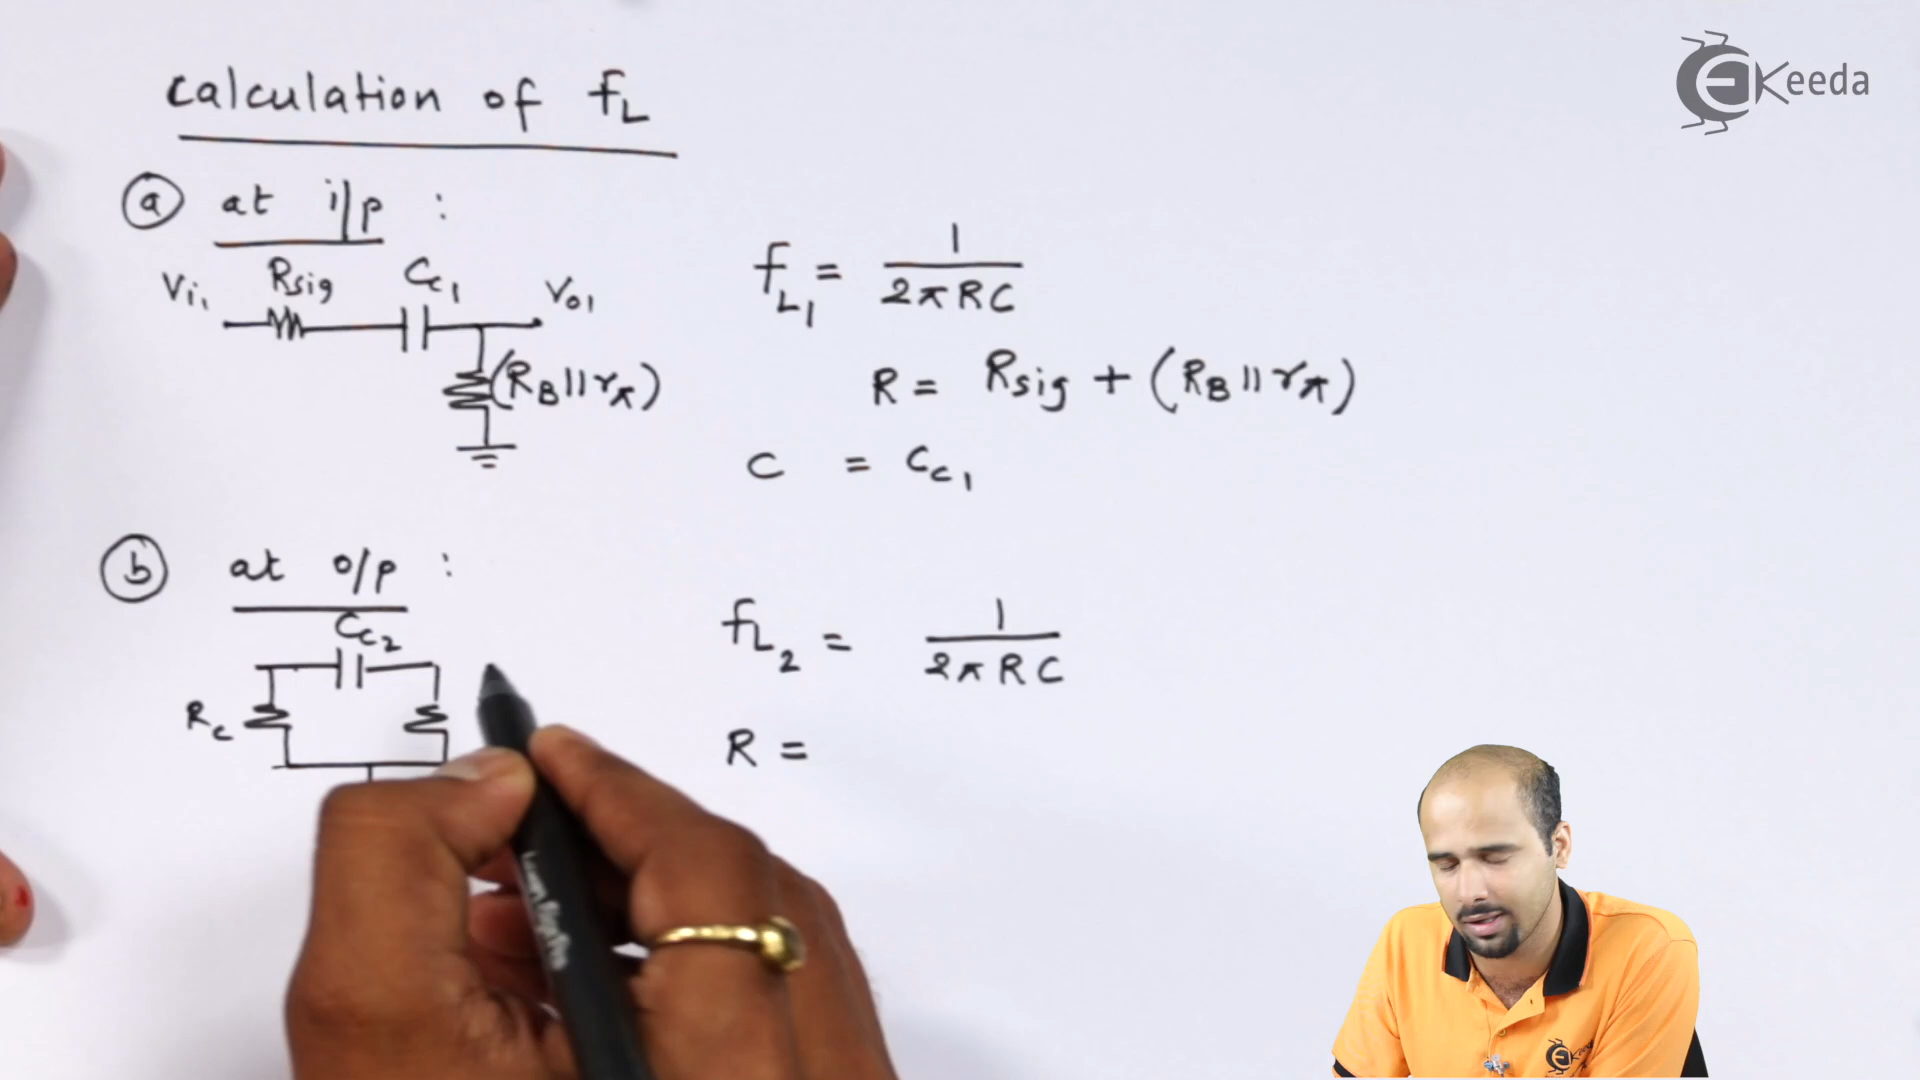 Keeda
calculation of fL
a at i/p :
Vi1 Rsig Cc1 Vo1
(RB||rπ)
fL1 = 1 / 2πRC
R = Rsig + (RB||rπ)
C = Cc1
b at o/p :
Cc2
Rc
fL2 = 1 / 2πRC
R =